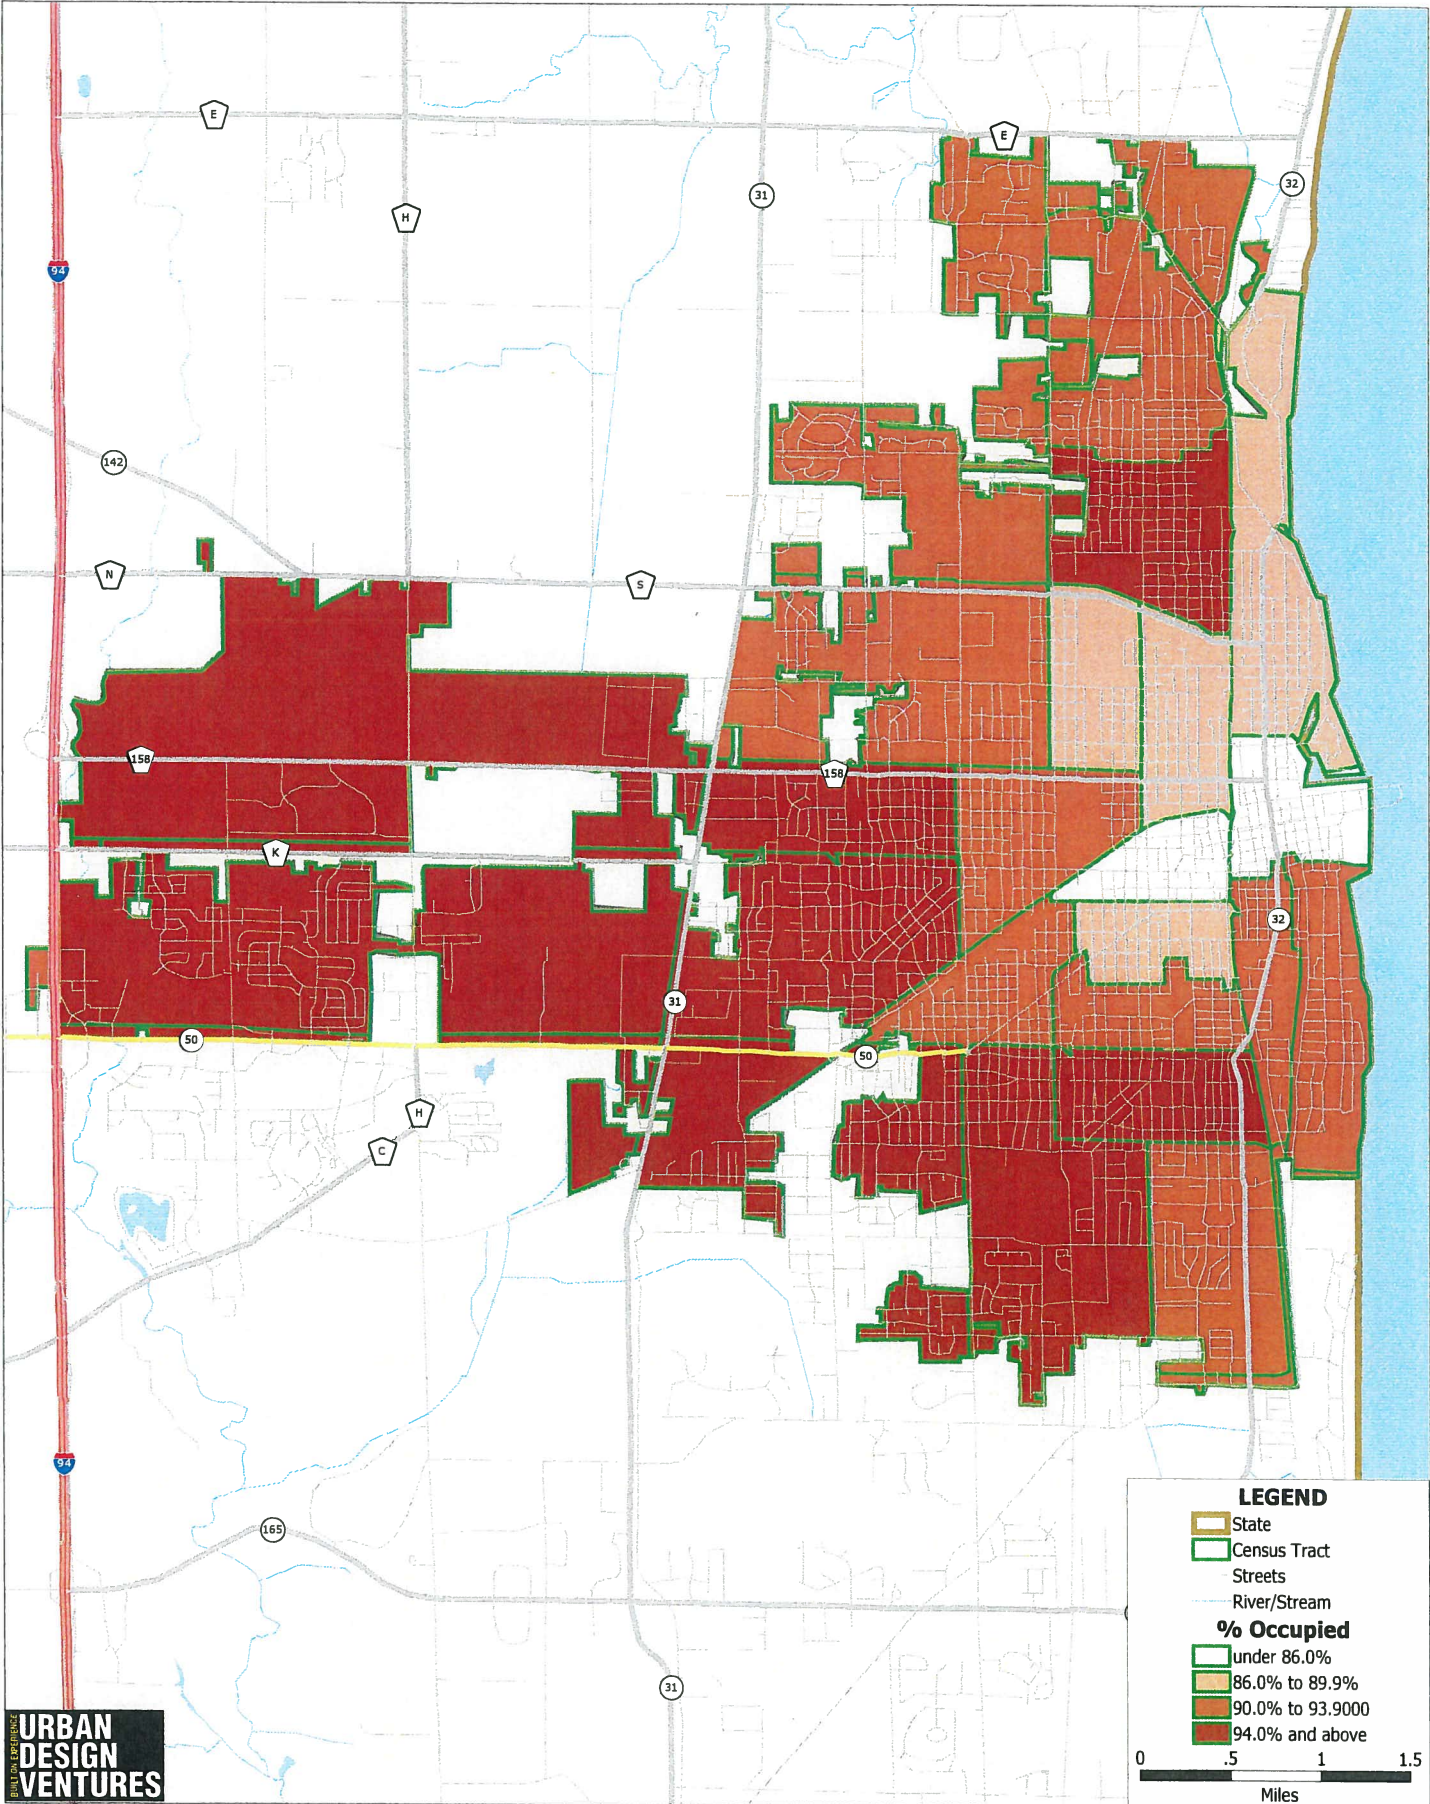 E
E
32
31
H
94
142
N
S
158
158
K
32
31
50
50
H
C
94
165
31
LEGEND
State
Census Tract
Streets
River/Stream
% Occupied
under 86.0%
86.0% to 89.9%
90.0% to 93.9000
94.0% and above
0 .5 1 1.5
Miles
BUILT ON EXPERIENCE
URBAN
DESIGN
VENTURES